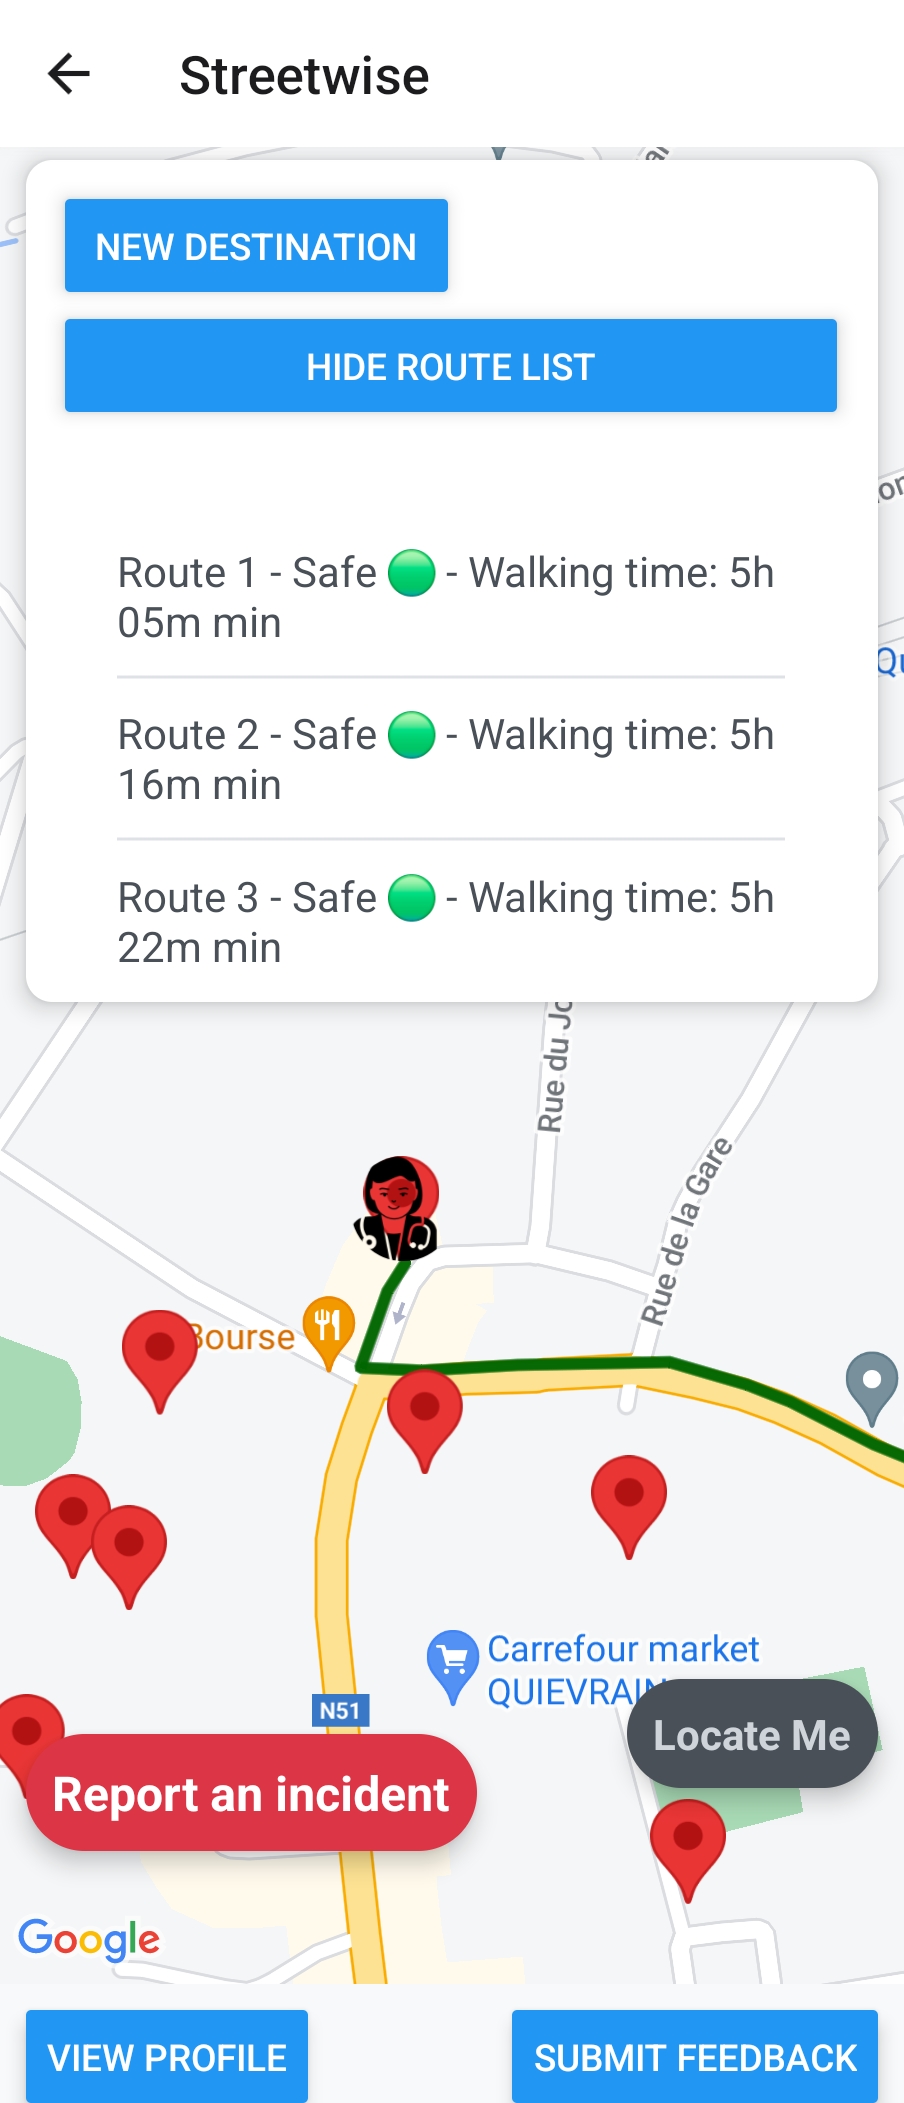 Streetwise
NEW DESTINATION
HIDE ROUTE LIST
Route 1 - Safe 🟢 - Walking time: 5h
05m min
Route 2 - Safe 🟢 - Walking time: 5h
16m min
Route 3 - Safe 🟢 - Walking time: 5h
22m min
Rue du
Rue de la Gare
Bourse
Carrefour market
QUIEVRAIN
N51
Locate Me
Report an incident
Google
VIEW PROFILE
SUBMIT FEEDBACK